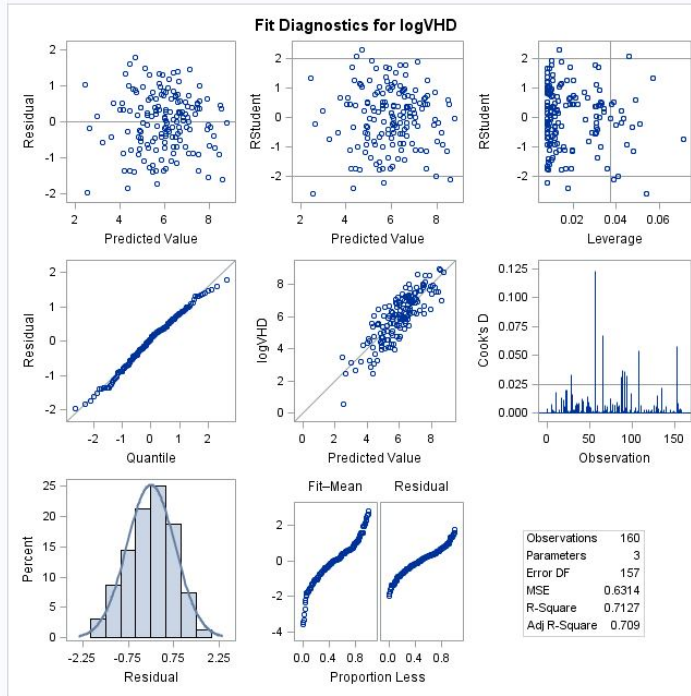 Fit Diagnostics for logVHD
2
1
0
-1
-2
Residual
2 4 6 8
Predicted Value
2
1
0
-1
-2
RStudent
2 4 6 8
Predicted Value
2
1
0
-1
-2
RStudent
0.02 0.04 0.06
Leverage
2
1
0
-1
-2
Residual
-2 -1 0 1 2
Quantile
8
6
4
2
0
logVHD
0 2 4 6 8
Predicted Value
0.125
0.100
0.075
0.050
0.025
0.000
Cook's D
0 50 100 150
Observation
25
20
15
10
5
0
Percent
-2.25 -0.75 0.75 2.25
Residual
Fit–Mean Residual
2
0
-2
-4
0.0 0.4 0.8 0.0 0.4 0.8
Proportion Less
Observations 160
Parameters 3
Error DF 157
MSE 0.6314
R-Square 0.7127
Adj R-Square 0.709